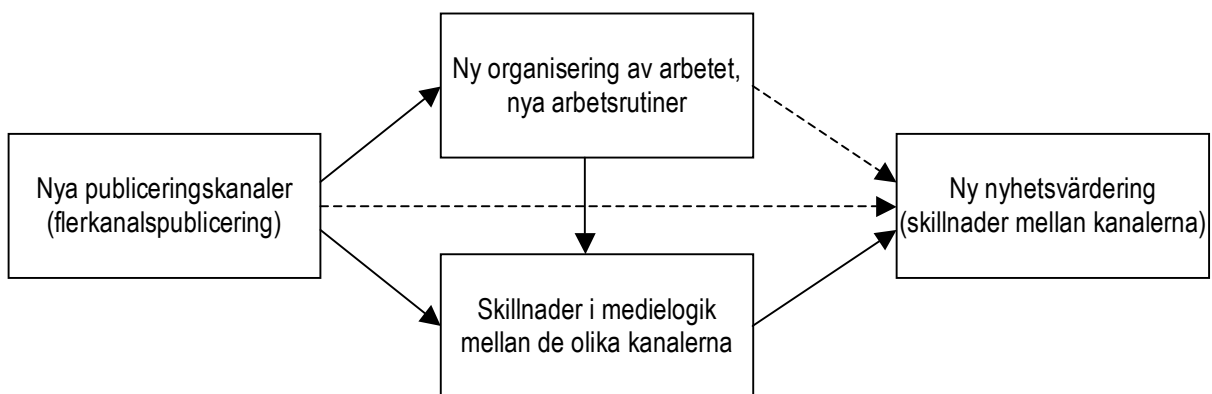 Ny organisering av arbetet,
nya arbetsrutiner
Nya publiceringskanaler
(flerkanalspublicering)
Ny nyhetsvärdering
(skillnader mellan kanalerna)
Skillnader i medielogik
mellan de olika kanalerna